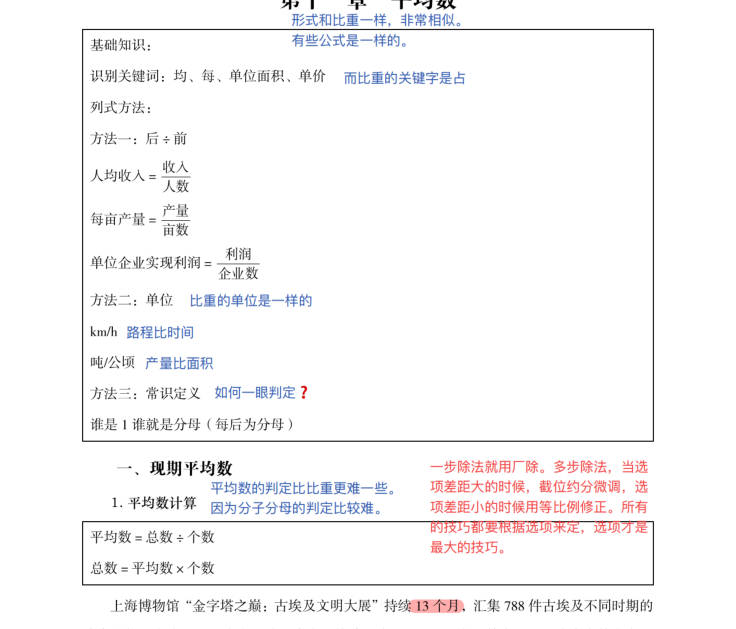 第十一章 平均数
形式和比重一样，非常相似。
有些公式是一样的。
基础知识：
识别关键词：均、每、单位面积、单价 而比重的关键字是占
列式方法：
方法一：后÷前
人均收入=收入/人数
每亩产量=产量/亩数
单位企业实现利润=利润/企业数
方法二：单位 比重的单位是一样的
km/h 路程比时间
吨/公顷 产量比面积
方法三：常识定义 如何一眼判定❓
谁是 1 谁就是分母（每后为分母）
一、现期平均数
1. 平均数计算
平均数的判定比比重更难一些。
因为分子分母的判定比较难。
一步除法就用厂除。多步除法，当选
项差距大的时候，截位约分微调，选
项差距小的时候用等比例修正。所有
的技巧都要根据选项来定，选项才是
最大的技巧。
平均数=总数÷个数
总数=平均数×个数
上海博物馆“金字塔之巅：古埃及文明大展”持续 13 个月，汇集 788 件古埃及不同时期的